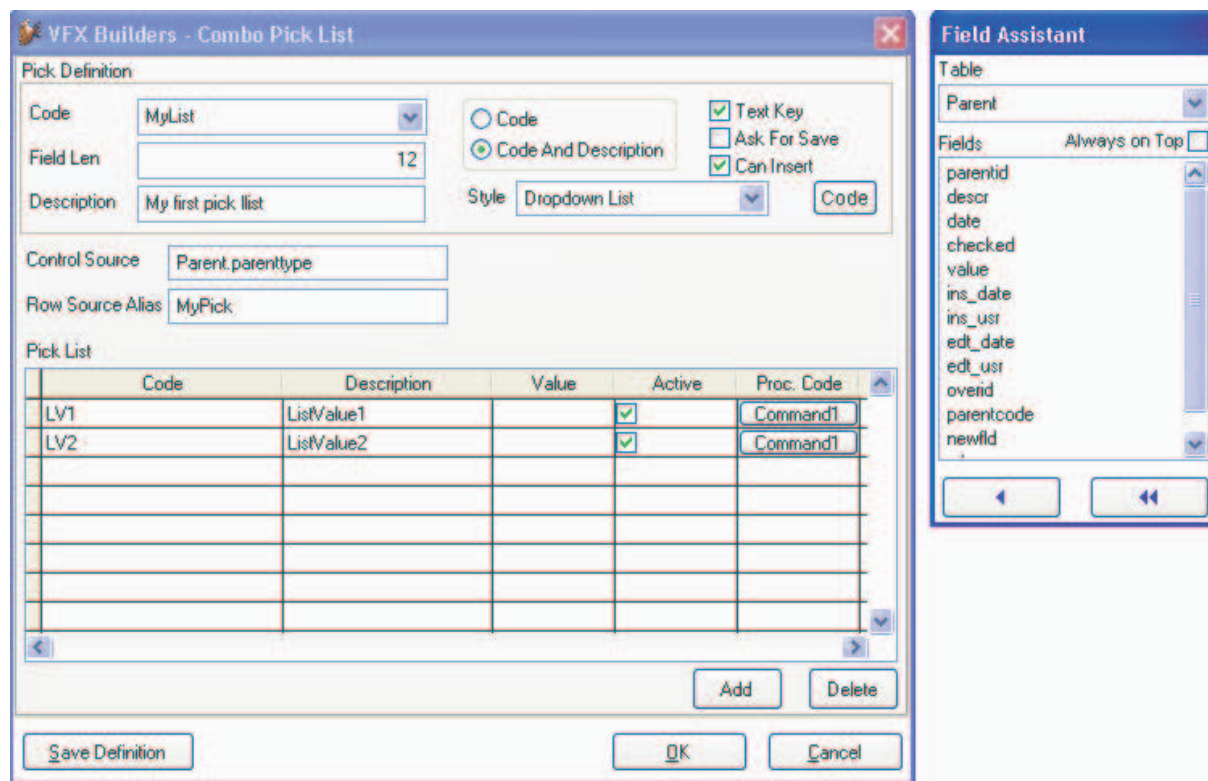 VFX Builders - Combo Pick List
Pick Definition
Code MyList
Field Len 12
Description My first pick llist
Code
Code And Description
Text Key
Ask For Save
Can Insert
Style Dropdown List Code
Control Source Parent.parenttype
Row Source Alias MyPick
Pick List
Code Description Value Active Proc. Code
LV1 ListValue1 Command1
LV2 ListValue2 Command1
Add Delete
Save Definition OK Cancel
Field Assistant
Table
Parent
Fields Always on Top
parentid
descr
date
checked
value
ins_date
ins_usr
edt_date
edt_usr
overid
parentcode
newfld